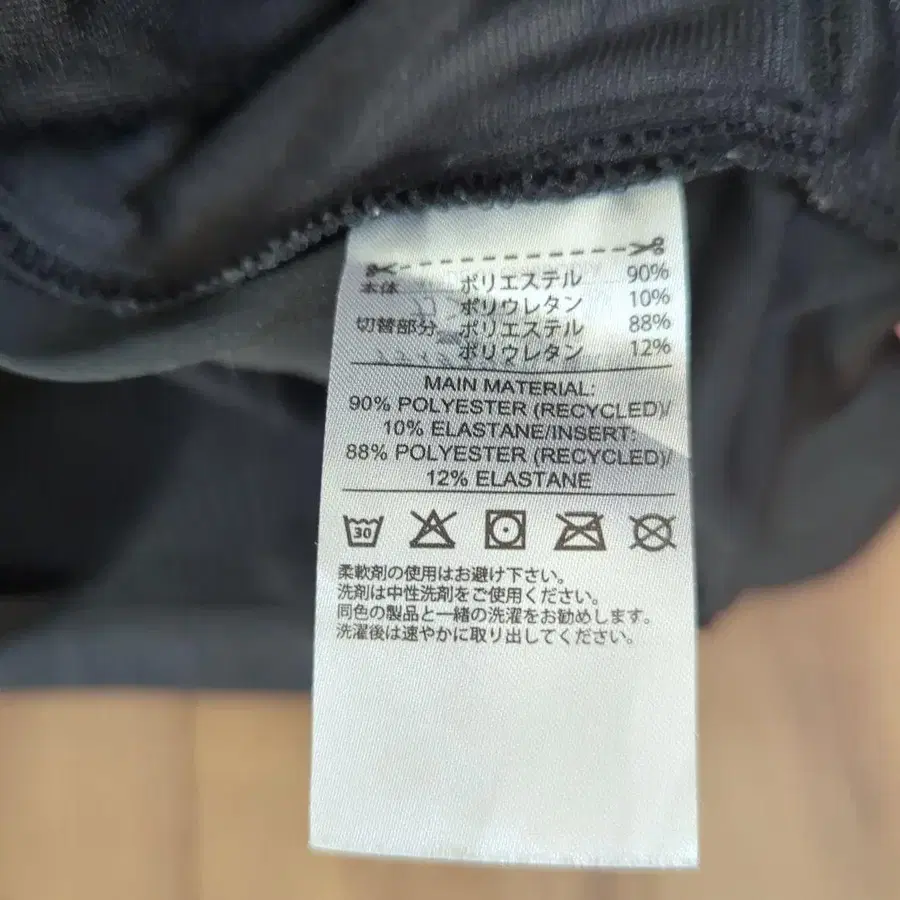 本体 ポリエステル 90%
ポリウレタン 10%
切替部分 ポリエステル 88%
ポリウレタン 12%
MAIN MATERIAL:
90% POLYESTER (RECYCLED)/
10% ELASTANE/INSERT:
88% POLYESTER (RECYCLED)/
12% ELASTANE
30
柔軟剤の使用はお避け下さい。
洗剤は中性洗剤をご使用ください。
同色の製品と一緒の洗濯をお勧めします。
洗濯後は速やかに取り出してください。